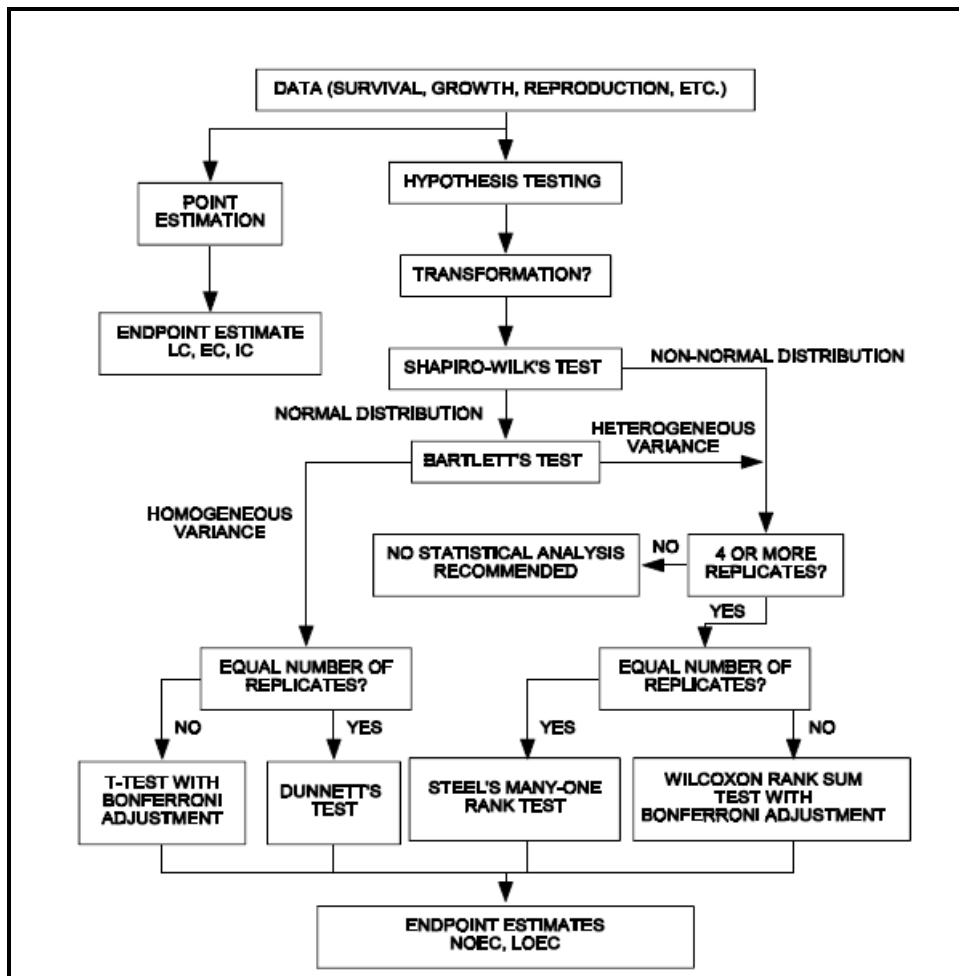 DATA (SURVIVAL, GROWTH, REPRODUCTION, ETC.)
HYPOTHESIS TESTING
POINT
ESTIMATION
TRANSFORMATION?
ENDPOINT ESTIMATE
LC, EC, IC
SHAPIRO-WILK'S TEST
NON-NORMAL DISTRIBUTION
NORMAL DISTRIBUTION
HETEROGENEOUS
VARIANCE
BARTLETT'S TEST
HOMOGENEOUS
VARIANCE
NO STATISTICAL ANALYSIS
RECOMMENDED
NO
4 OR MORE
REPLICATES?
YES
EQUAL NUMBER OF
REPLICATES?
EQUAL NUMBER OF
REPLICATES?
NO
YES
YES
NO
T-TEST WITH
BONFERRONI
ADJUSTMENT
DUNNETT'S
TEST
STEEL'S MANY-ONE
RANK TEST
WILCOXON RANK SUM
TEST WITH
BONFERRONI ADJUSTMENT
ENDPOINT ESTIMATES
NOEC, LOEC